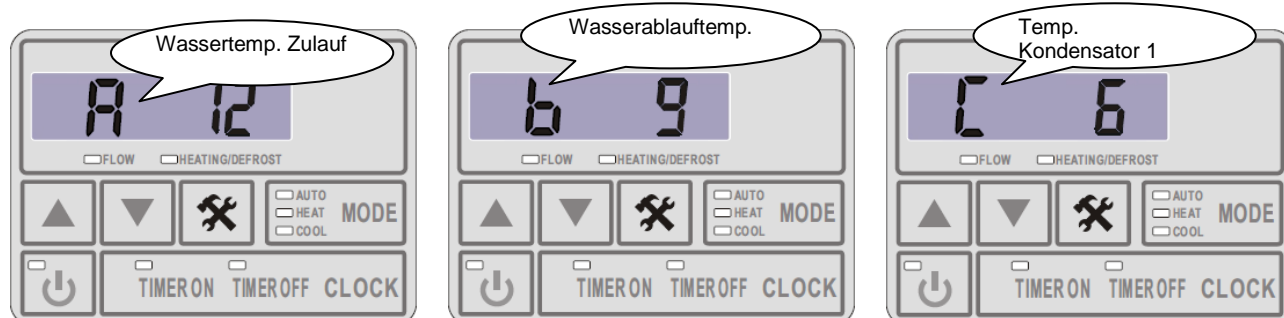 Wassertemp. Zulauf
A 12
FLOW HEATING/DEFROST
AUTO
HEAT
COOL
MODE
TIMER ON TIMER OFF CLOCK
Wasserablauftemp.
b 9
FLOW HEATING/DEFROST
AUTO
HEAT
COOL
MODE
TIMER ON TIMER OFF CLOCK
Temp.
Kondensator 1
C 6
FLOW HEATING/DEFROST
AUTO
HEAT
COOL
MODE
TIMER ON TIMER OFF CLOCK